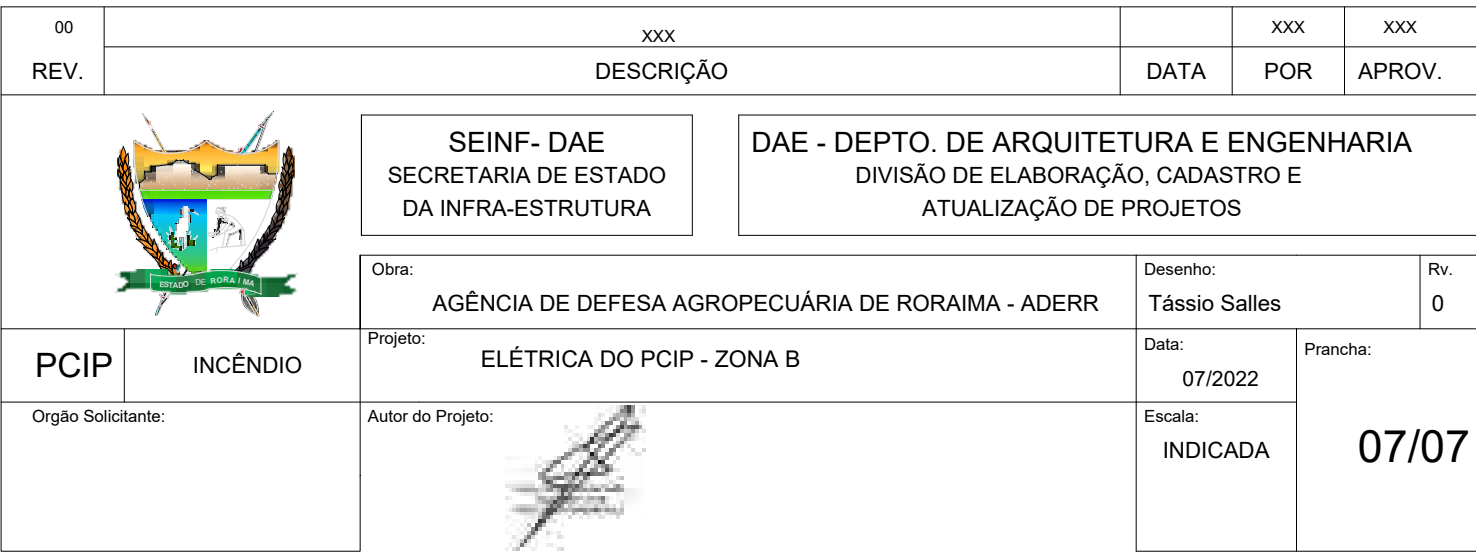 00 XXX XXX XXX
REV. DESCRIÇÃO DATA POR APROV.
ESTADO DE RORAIMA
SEINF- DAE
SECRETARIA DE ESTADO
DA INFRA-ESTRUTURA
DAE - DEPTO. DE ARQUITETURA E ENGENHARIA
DIVISÃO DE ELABORAÇÃO, CADASTRO E
ATUALIZAÇÃO DE PROJETOS
Obra:
AGÊNCIA DE DEFESA AGROPECUÁRIA DE RORAIMA - ADERR
Desenho:
Tássio Salles
Rv.
0
PCIP INCÊNDIO
Projeto:
ELÉTRICA DO PCIP - ZONA B
Data:
07/2022
Prancha:
07/07
Orgão Solicitante:
Autor do Projeto:
Escala:
INDICADA